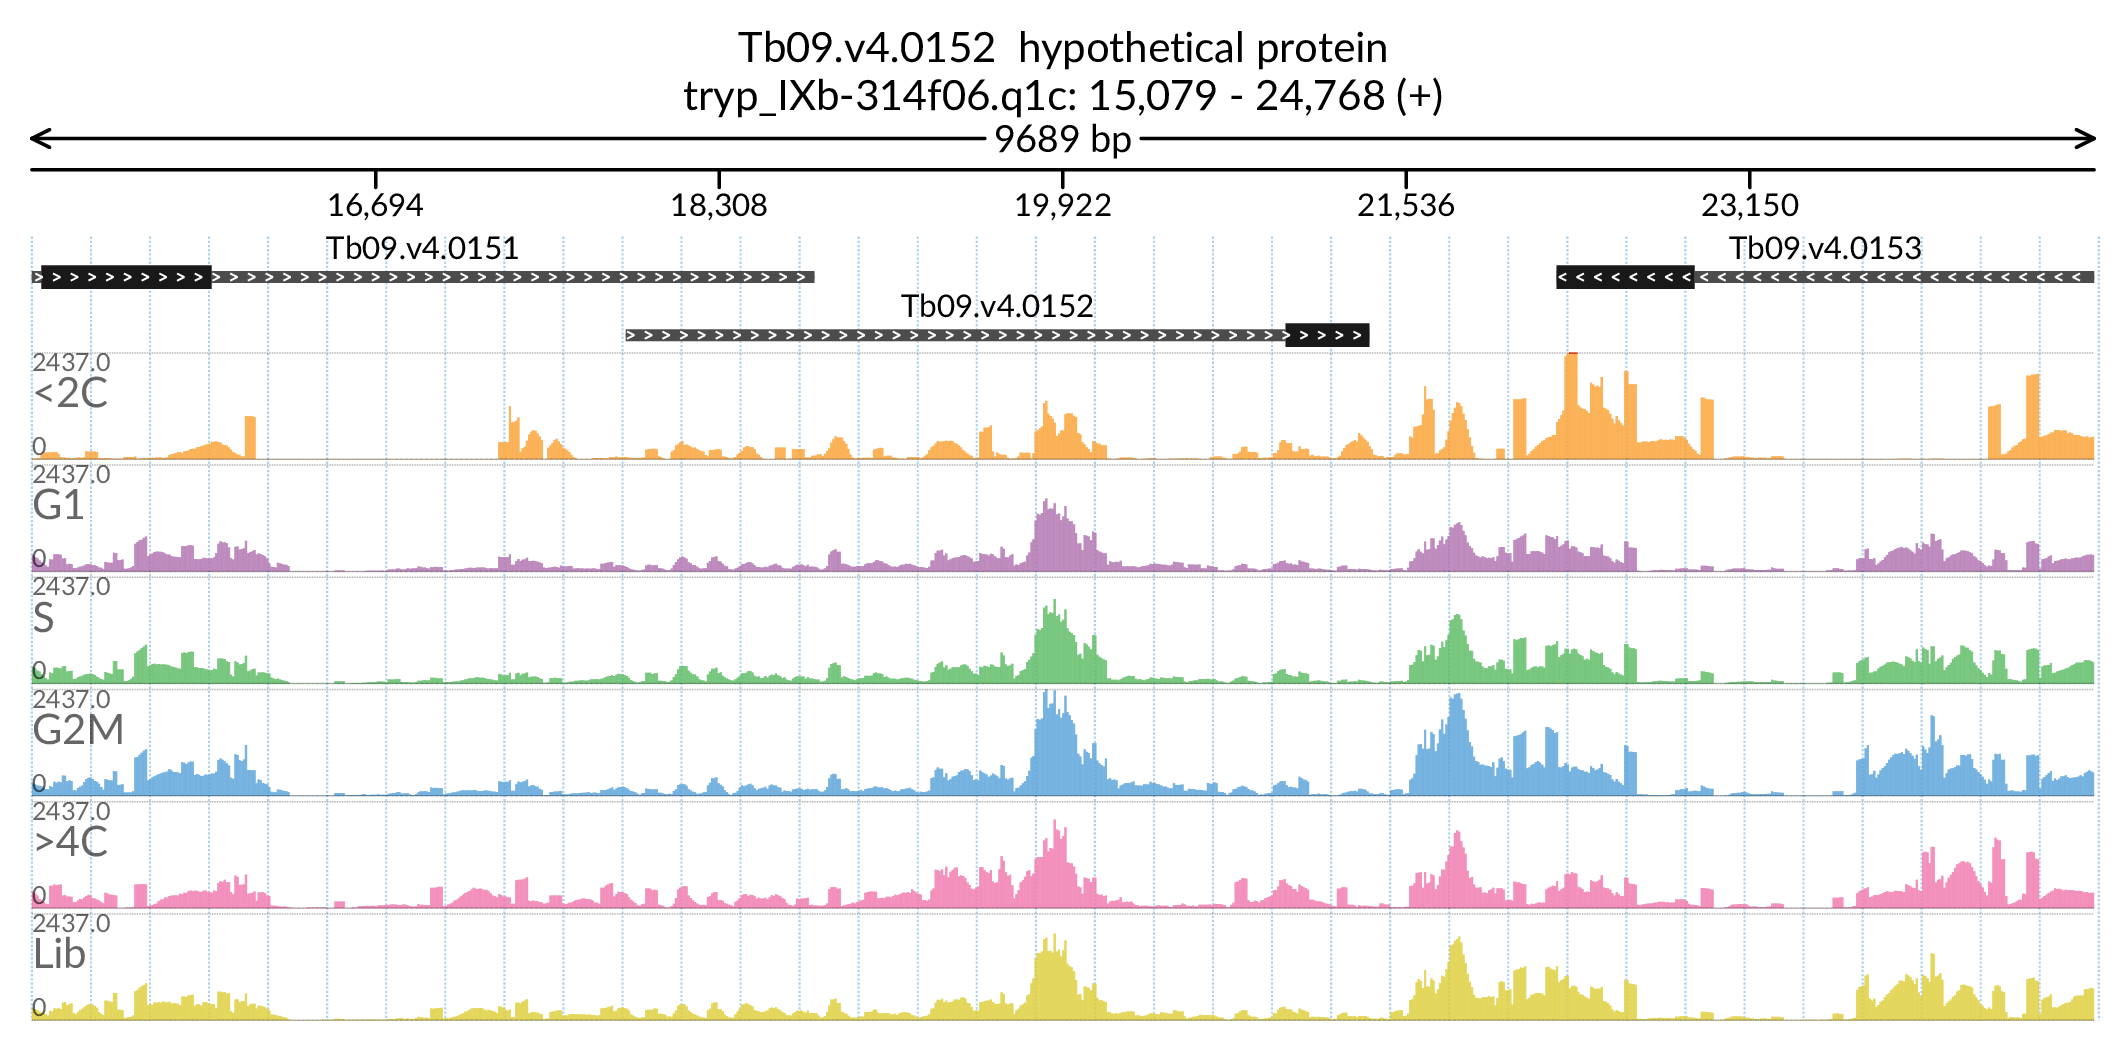 Tb09.v4.0152 hypothetical protein
tryp_IXb-314f06.q1c: 15,079 - 24,768 (+)
9689 bp
16,694 18,308 19,922 21,536 23,150
Tb09.v4.0151 Tb09.v4.0153
Tb09.v4.0152
2437.0
<2C
0
2437.0
G1
0
2437.0
S
0
2437.0
G2M
0
2437.0
>4C
0
2437.0
Lib
0